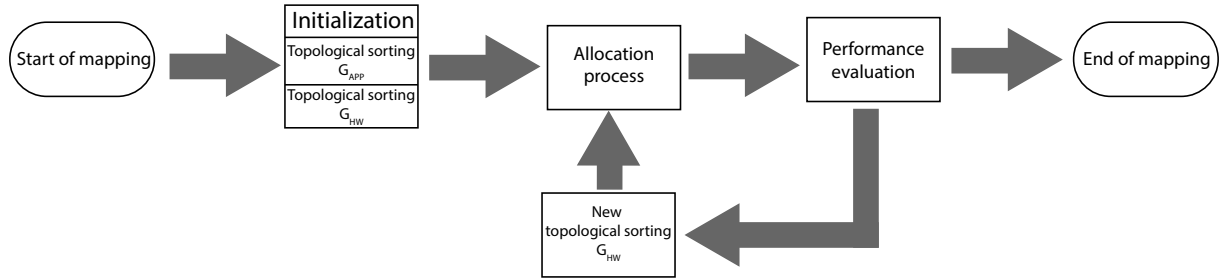 Start of mapping
Initialization
Topological sorting
G_APP
Topological sorting
G_HW
Allocation
process
Performance
evaluation
End of mapping
New
topological sorting
G_HW